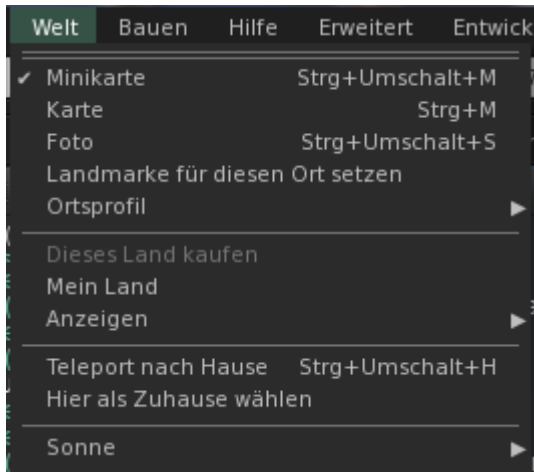 Welt Bauen Hilfe Erweitert Entwick
✔ Minikarte Strg+Umschalt+M
Karte Strg+M
Foto Strg+Umschalt+S
Landmarke für diesen Ort setzen
Ortsprofil ▶
Dieses Land kaufen
Mein Land
Anzeigen ▶
Teleport nach Hause Strg+Umschalt+H
Hier als Zuhause wählen
Sonne ▶